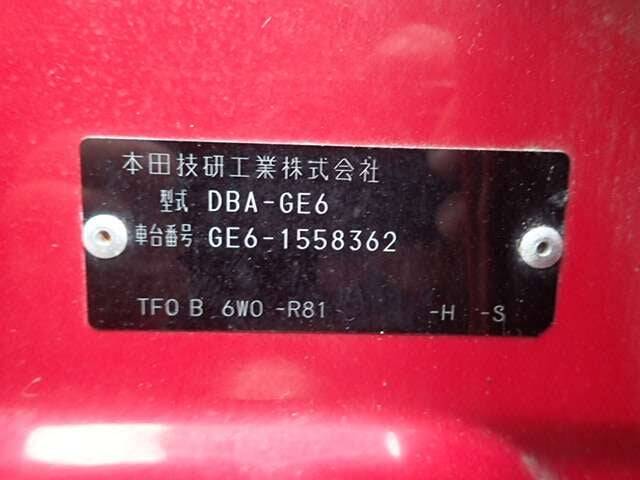 本田技研工業株式会社
型式 DBA-GE6
車台番号 GE6-1558362
TF0 B 6W0 -R81 -H -S